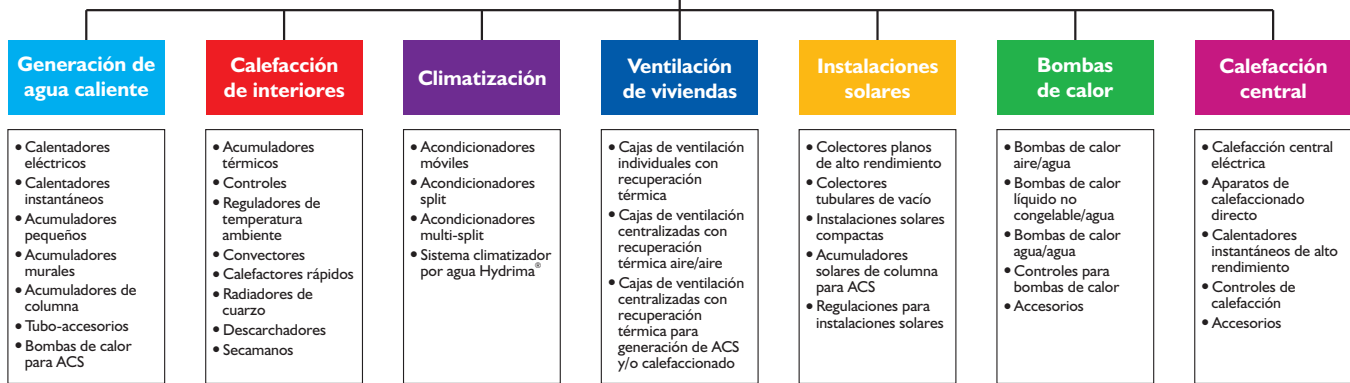 Generación de
agua caliente
• Calentadores
eléctricos
• Calentadores
instantáneos
• Acumuladores
pequeños
• Acumuladores
murales
• Acumuladores de
columna
• Tubo-accesorios
• Bombas de calor
para ACS
Calefacción
de interiores
• Acumuladores
térmicos
• Controles
• Reguladores de
temperatura
ambiente
• Convectores
• Calefactores rápidos
• Radiadores de
cuarzo
• Descarchadores
• Secamanos
Climatización
• Acondicionadores
móviles
• Acondicionadores
split
• Acondicionadores
multi-split
• Sistema climatizador
por agua Hydrima®
Ventilación
de viviendas
• Cajas de ventilación
individuales con
recuperación
térmica
• Cajas de ventilación
centralizadas con
recuperación
térmica aire/aire
• Cajas de ventilación
centralizadas con
recuperación
térmica para
generación de ACS
y/o calefaccionado
Instalaciones
solares
• Colectores planos
de alto rendimiento
• Colectores
tubulares de vacío
• Instalaciones solares
compactas
• Acumuladores
solares de columna
para ACS
• Regulaciones para
instalaciones solares
Bombas
de calor
• Bombas de calor
aire/agua
• Bombas de calor
líquido no
congelable/agua
• Bombas de calor
agua/agua
• Controles para
bombas de calor
• Accesorios
Calefacción
central
• Calefacción central
eléctrica
• Aparatos de
calefaccionado
directo
• Calentadores
instantáneos de alto
rendimiento
• Controles de
calefacción
• Accesorios